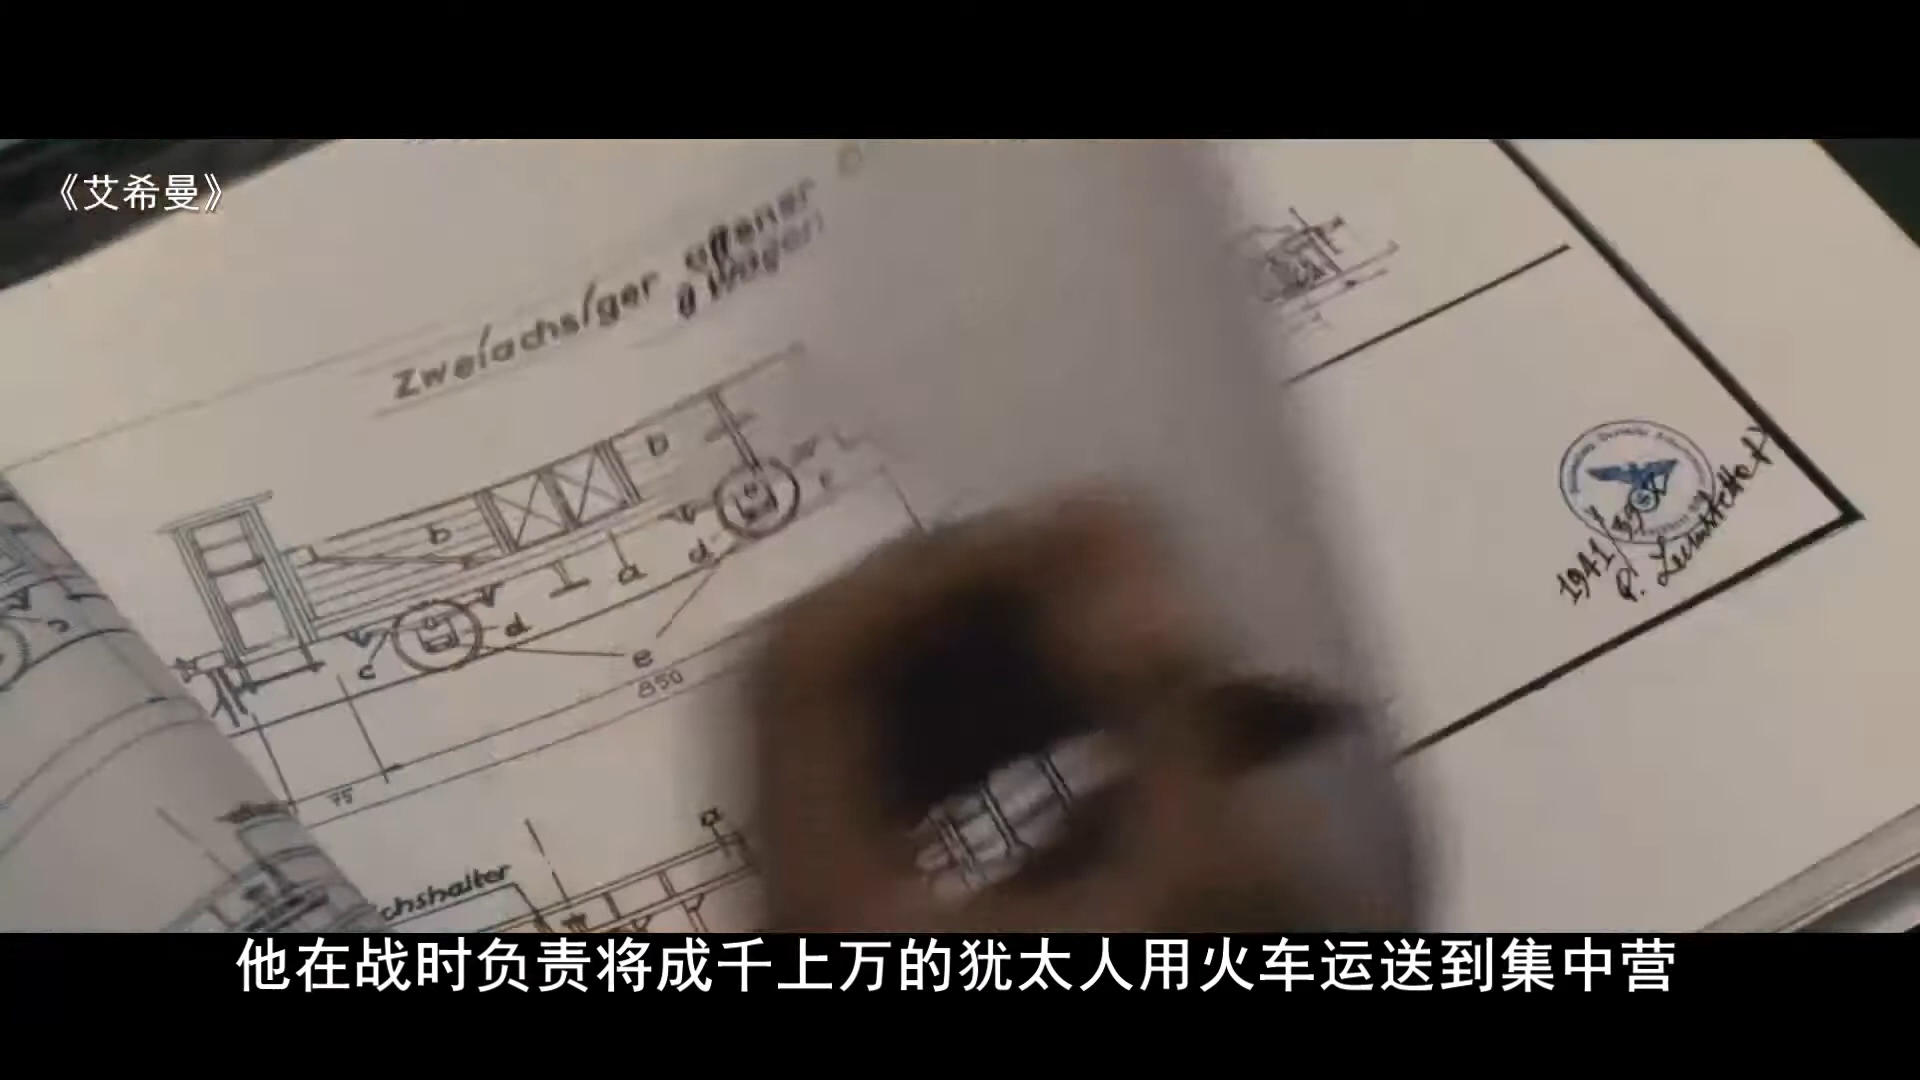 《艾希曼》
Zweiachsiger offener
b
b
a
d
d
c
e
850
75
a
chshalter
1941
他在战时负责将成千上万的犹太人用火车运送到集中营